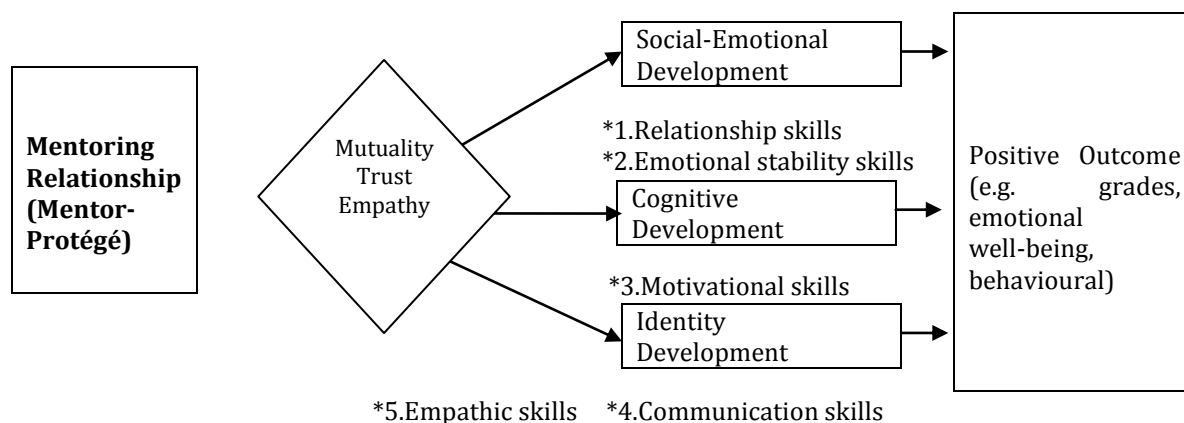 Mentoring
Relationship
(Mentor-
Protégé)
Mutuality
Trust
Empathy
Social-Emotional
Development
*1.Relationship skills
*2.Emotional stability skills
Cognitive
Development
*3.Motivational skills
Identity
Development
*5.Empathic skills *4.Communication skills
Positive Outcome
(e.g. grades,
emotional
well-being,
behavioural)